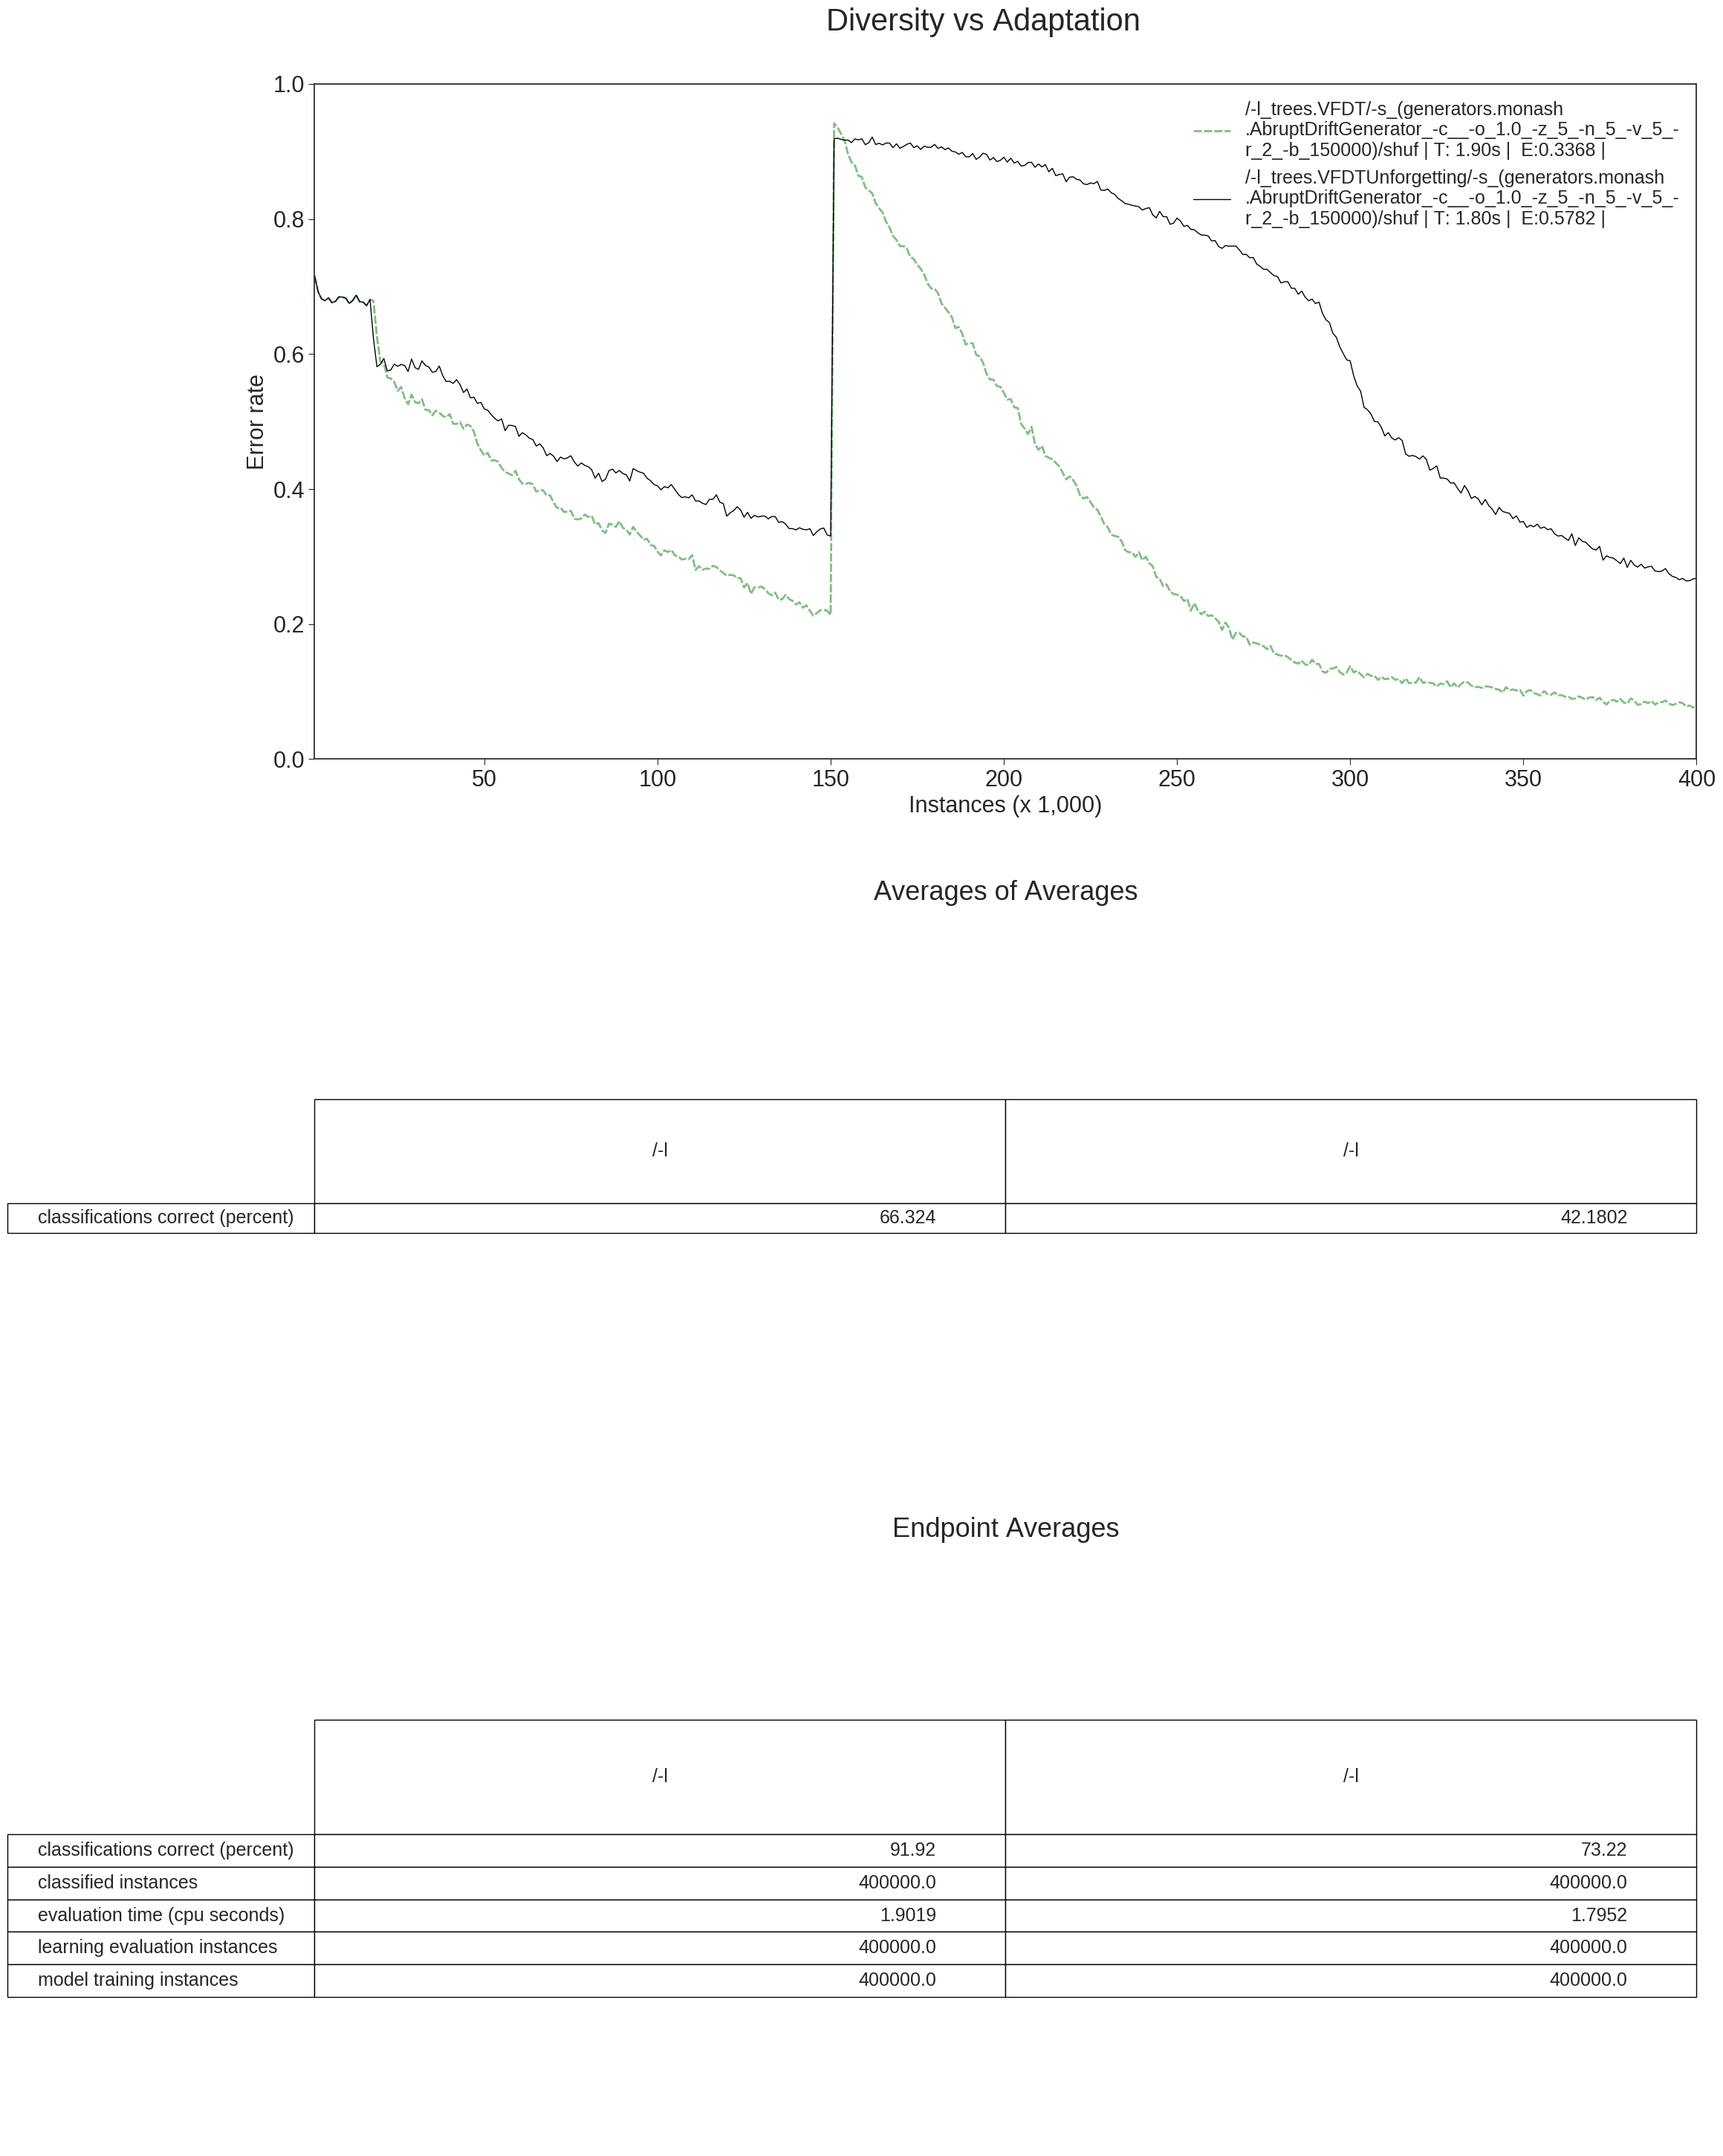 Diversity vs Adaptation
1.0
0.8
0.6
0.4
0.2
0.0
Error rate
/-l_trees.VFDT/-s_(generators.monash
.AbruptDriftGenerator_-c__-o_1.0_-z_5_-n_5_-v_5_-
r_2_-b_150000)/shuf | T: 1.90s |  E:0.3368 |
/-l_trees.VFDTUnforgetting/-s_(generators.monash
.AbruptDriftGenerator_-c__-o_1.0_-z_5_-n_5_-v_5_-
r_2_-b_150000)/shuf | T: 1.80s |  E:0.5782 |
50 100 150 200 250 300 350 400
Instances (x 1,000)
Averages of Averages
/-l /-l
classifications correct (percent) 66.324 42.1802
Endpoint Averages
/-l /-l
classifications correct (percent) 91.92 73.22
classified instances 400000.0 400000.0
evaluation time (cpu seconds) 1.9019 1.7952
learning evaluation instances 400000.0 400000.0
model training instances 400000.0 400000.0